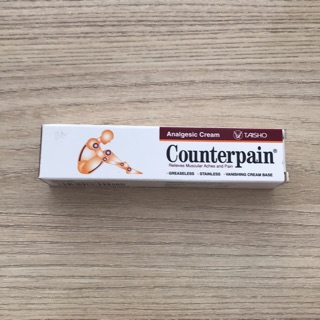 Analgesic Cream TAISHO
Counterpain®
Relieves Muscular Aches and Pain
· GREASELESS · STAINLESS · VANISHING CREAM BASE